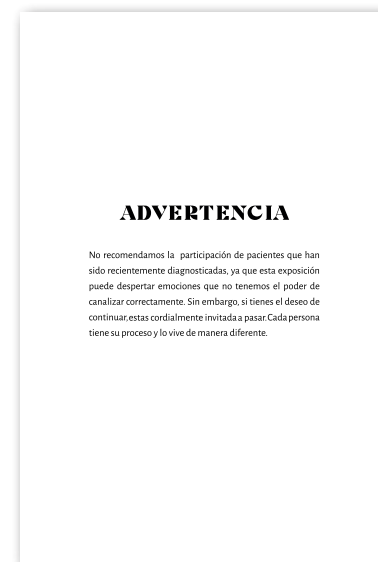 ADVERTENCIA
No recomendamos la participación de pacientes que han
sido recientemente diagnosticadas, ya que esta exposición
puede despertar emociones que no tenemos el poder de
canalizar correctamente. Sin embargo, si tienes el deseo de
continuar,estas cordialmente invitada a pasar.Cada persona
tiene su proceso y lo vive de manera diferente.